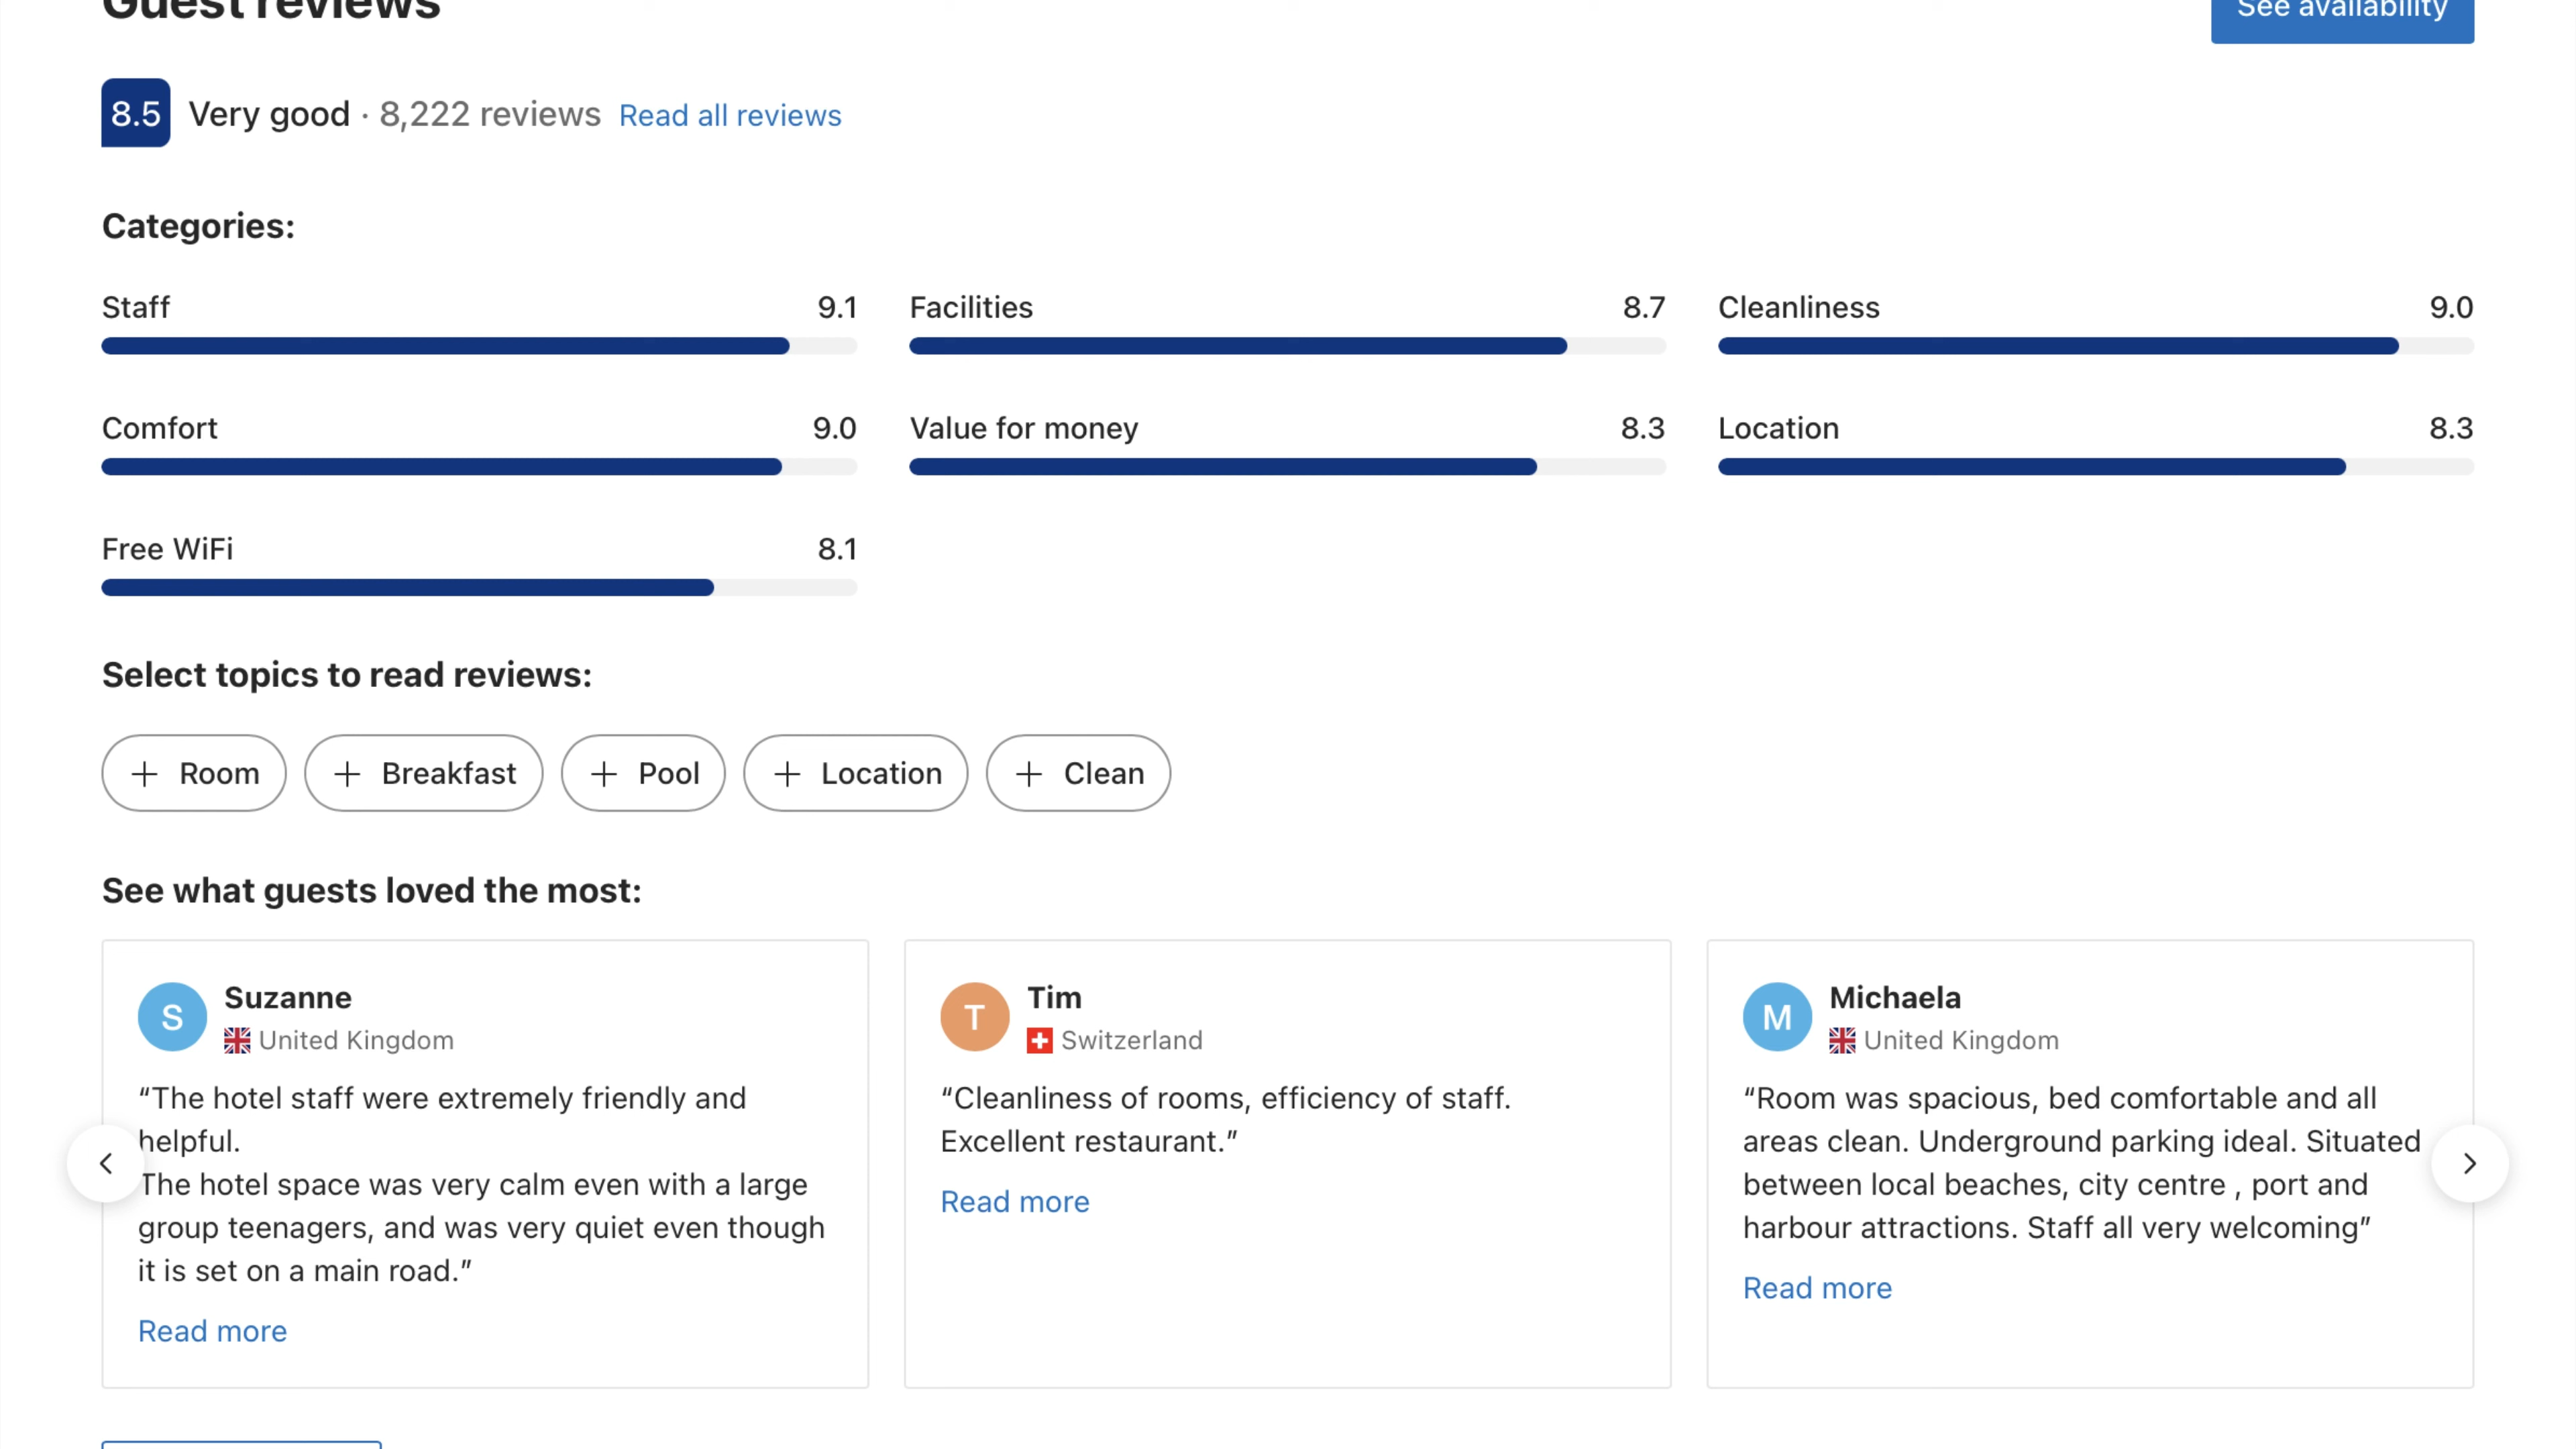 Guest reviews
See availability
8.5 Very good · 8,222 reviews Read all reviews
Categories:
Staff 9.1
Facilities 8.7
Cleanliness 9.0
Comfort 9.0
Value for money 8.3
Location 8.3
Free WiFi 8.1
Select topics to read reviews:
+ Room
+ Breakfast
+ Pool
+ Location
+ Clean
See what guests loved the most:
S
Suzanne
United Kingdom
“The hotel staff were extremely friendly and
helpful.
The hotel space was very calm even with a large
group teenagers, and was very quiet even though
it is set on a main road.”
Read more
T
Tim
Switzerland
“Cleanliness of rooms, efficiency of staff.
Excellent restaurant.”
Read more
M
Michaela
United Kingdom
“Room was spacious, bed comfortable and all
areas clean. Underground parking ideal. Situated
between local beaches, city centre , port and
harbour attractions. Staff all very welcoming”
Read more